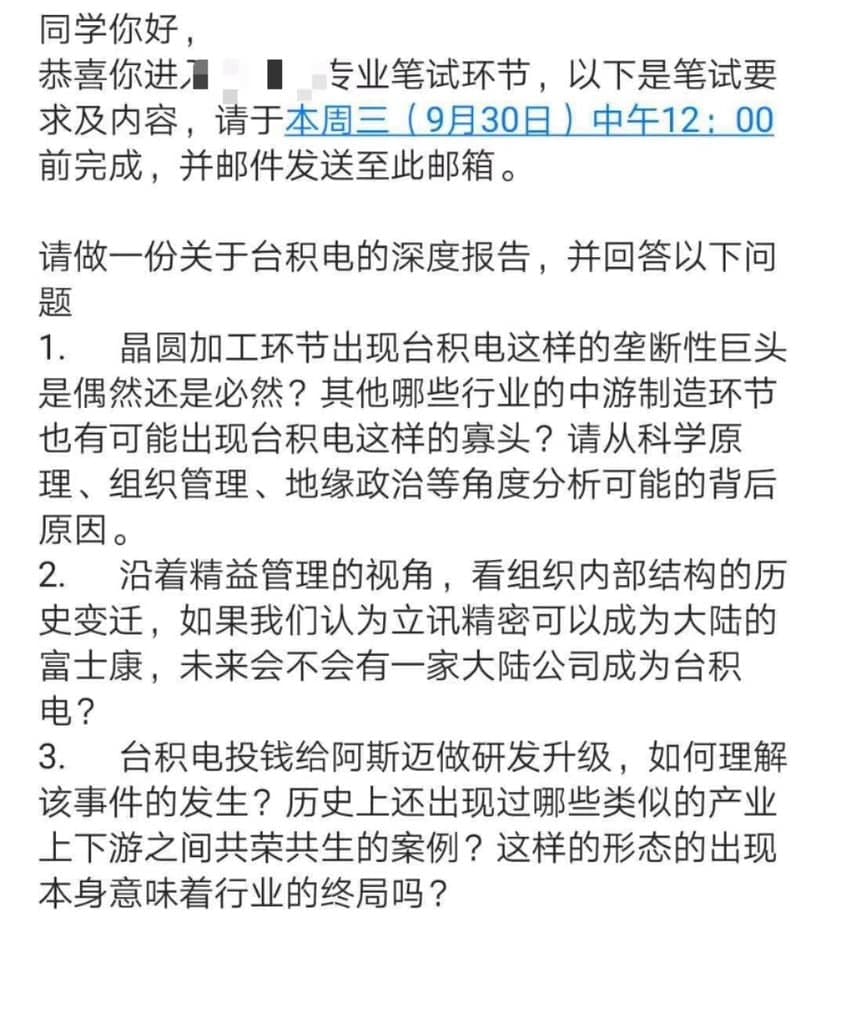 同学你好，
恭喜你进 专业笔试环节，以下是笔试要
求及内容，请于本周三（9月30日）中午12：00
前完成，并邮件发送至此邮箱。
请做一份关于台积电的深度报告，并回答以下问
题
1. 晶圆加工环节出现台积电这样的垄断性巨头
是偶然还是必然？其他哪些行业的中游制造环节
也有可能出现台积电这样的寡头？请从科学原
理、组织管理、地缘政治等角度分析可能的背后
原因。
2. 沿着精益管理的视角，看组织内部结构的历
史变迁，如果我们认为立讯精密可以成为大陆的
富士康，未来会不会有一家大陆公司成为台积
电？
3. 台积电投钱给阿斯迈做研发升级，如何理解
该事件的发生？历史上还出现过哪些类似的产业
上下游之间共荣共生的案例？这样的形态的出现
本身意味着行业的终局吗？